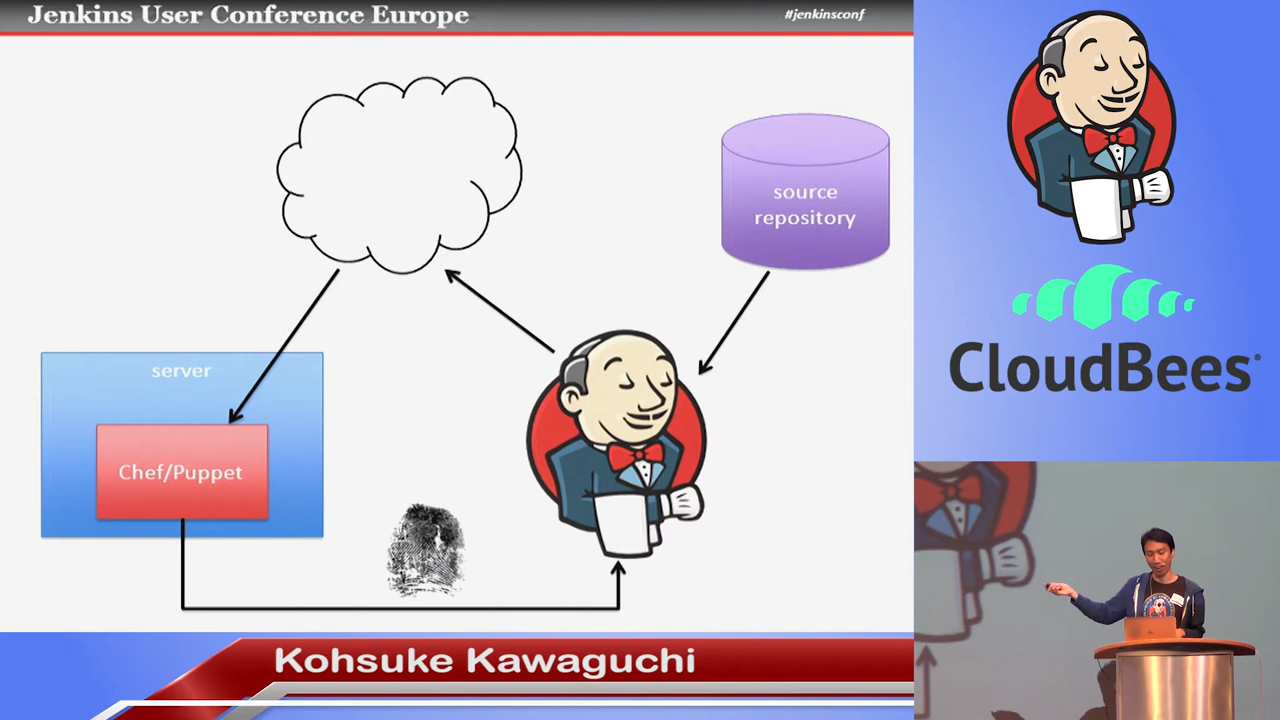 Jenkins User Conference Europe
#jenkinsconf
source
repository
server
Chef/Puppet
CloudBees
Kohsuke Kawaguchi